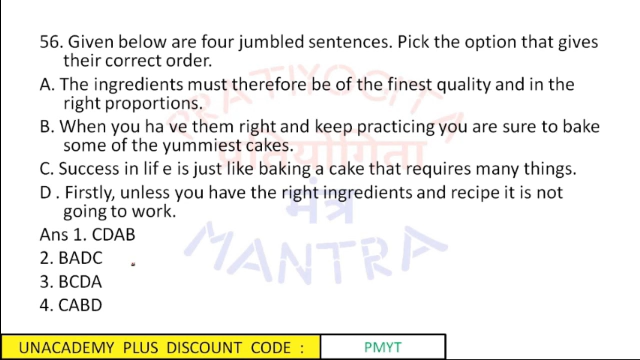 56. Given below are four jumbled sentences. Pick the option that gives
their correct order.
A. The ingredients must therefore be of the finest quality and in the
right proportions.
B. When you ha ve them right and keep practicing you are sure to bake
some of the yummiest cakes.
C. Success in lif e is just like baking a cake that requires many things.
D . Firstly, unless you have the right ingredients and recipe it is not
going to work.
Ans 1. CDAB
2. BADC
3. BCDA
4. CABD
PRATIYOGITA
प्रतियोगिता
मंत्र
MANTRA
UNACADEMY PLUS DISCOUNT CODE :
PMYT